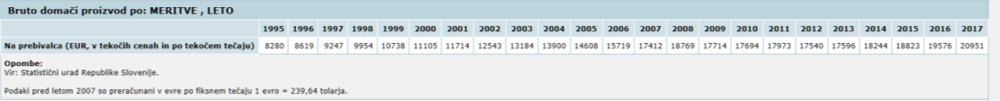 Bruto domači proizvod po: MERITVE , LETO
1995 1996 1997 1998 1999 2000 2001 2002 2003 2004 2005 2006 2007 2008 2009 2010 2011 2012 2013 2014 2015 2016 2017
Na prebivalca (EUR, v tekočih cenah in po tekočem tečaju) 8280 8619 9247 9954 10738 11105 11714 12543 13184 13900 14608 15719 17412 18769 17714 17694 17973 17540 17596 18244 18823 19576 20951
Opombe:
Vir: Statistični urad Republike Slovenije.
Podaki pred letom 2007 so preračunani v evre po fiksnem tečaju 1 evro = 239,64 tolarja.